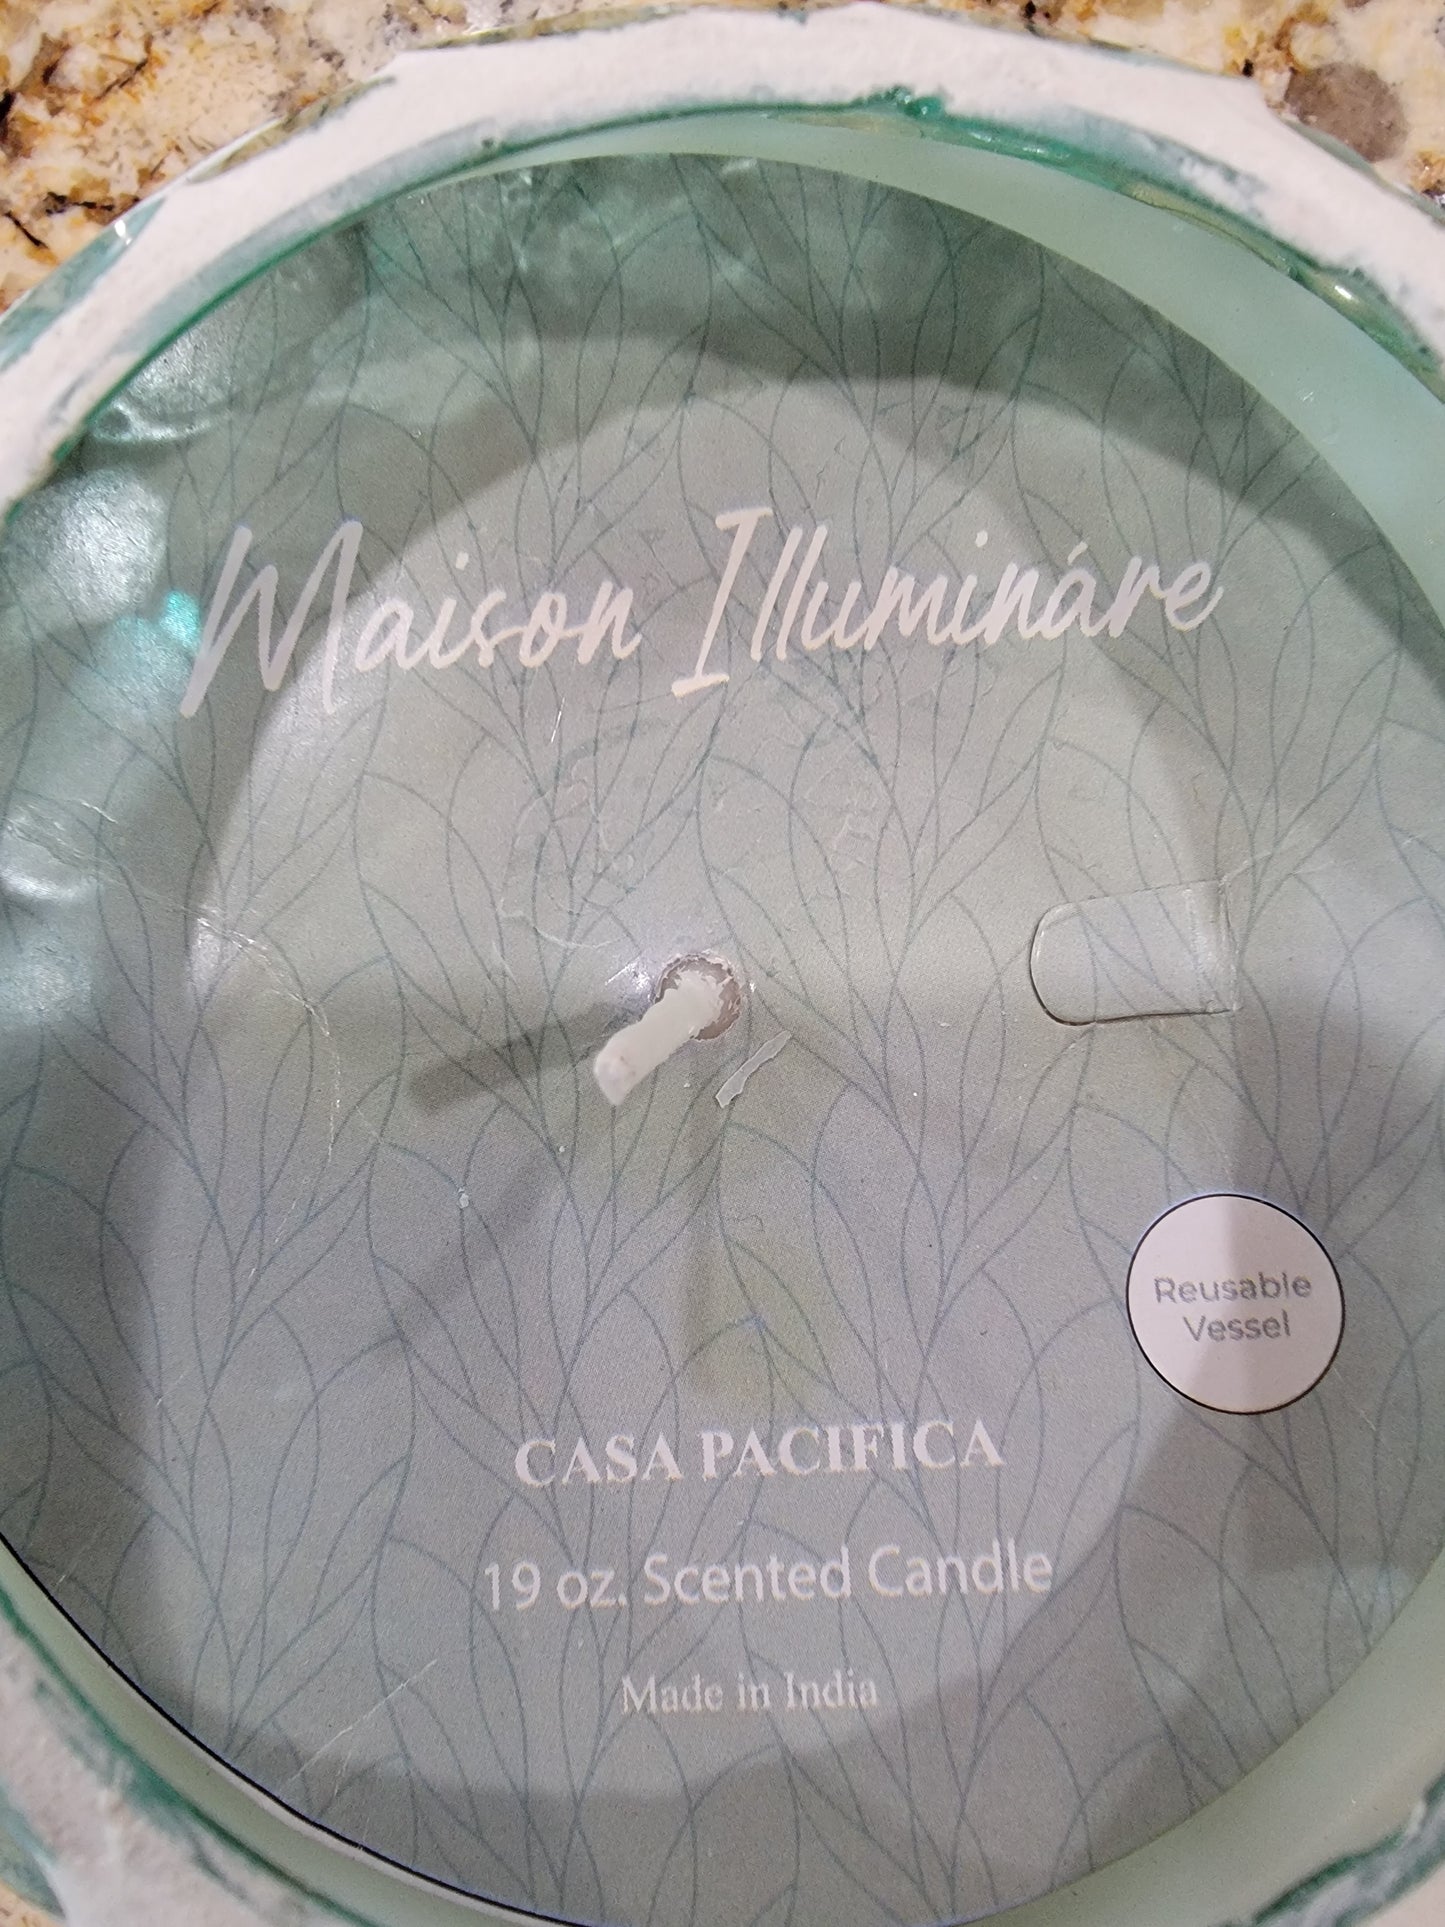 Maison Illumináre
Reusable
Vessel
CASA PACIFICA
19 oz. Scented Candle
Made in India